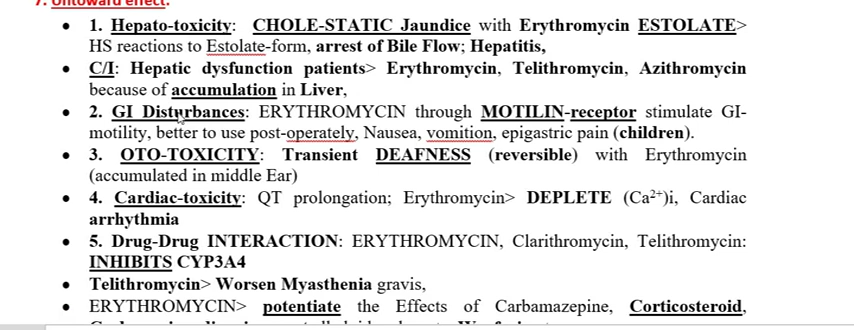 7. Untoward effect:
• 1. Hepato-toxicity: CHOLE-STATIC Jaundice with Erythromycin ESTOLATE>
HS reactions to Estolate-form, arrest of Bile Flow; Hepatitis,
• C/I: Hepatic dysfunction patients> Erythromycin, Telithromycin, Azithromycin
because of accumulation in Liver,
• 2. GI Disturbances: ERYTHROMYCIN through MOTILIN-receptor stimulate GI-
motility, better to use post-operately, Nausea, vomition, epigastric pain (children).
• 3. OTO-TOXICITY: Transient DEAFNESS (reversible) with Erythromycin
(accumulated in middle Ear)
• 4. Cardiac-toxicity: QT prolongation; Erythromycin> DEPLETE (Ca²⁺)i, Cardiac
arrhythmia
• 5. Drug-Drug INTERACTION: ERYTHROMYCIN, Clarithromycin, Telithromycin:
INHIBITS CYP3A4
• Telithromycin> Worsen Myasthenia gravis,
• ERYTHROMYCIN> potentiate the Effects of Carbamazepine, Corticosteroid,